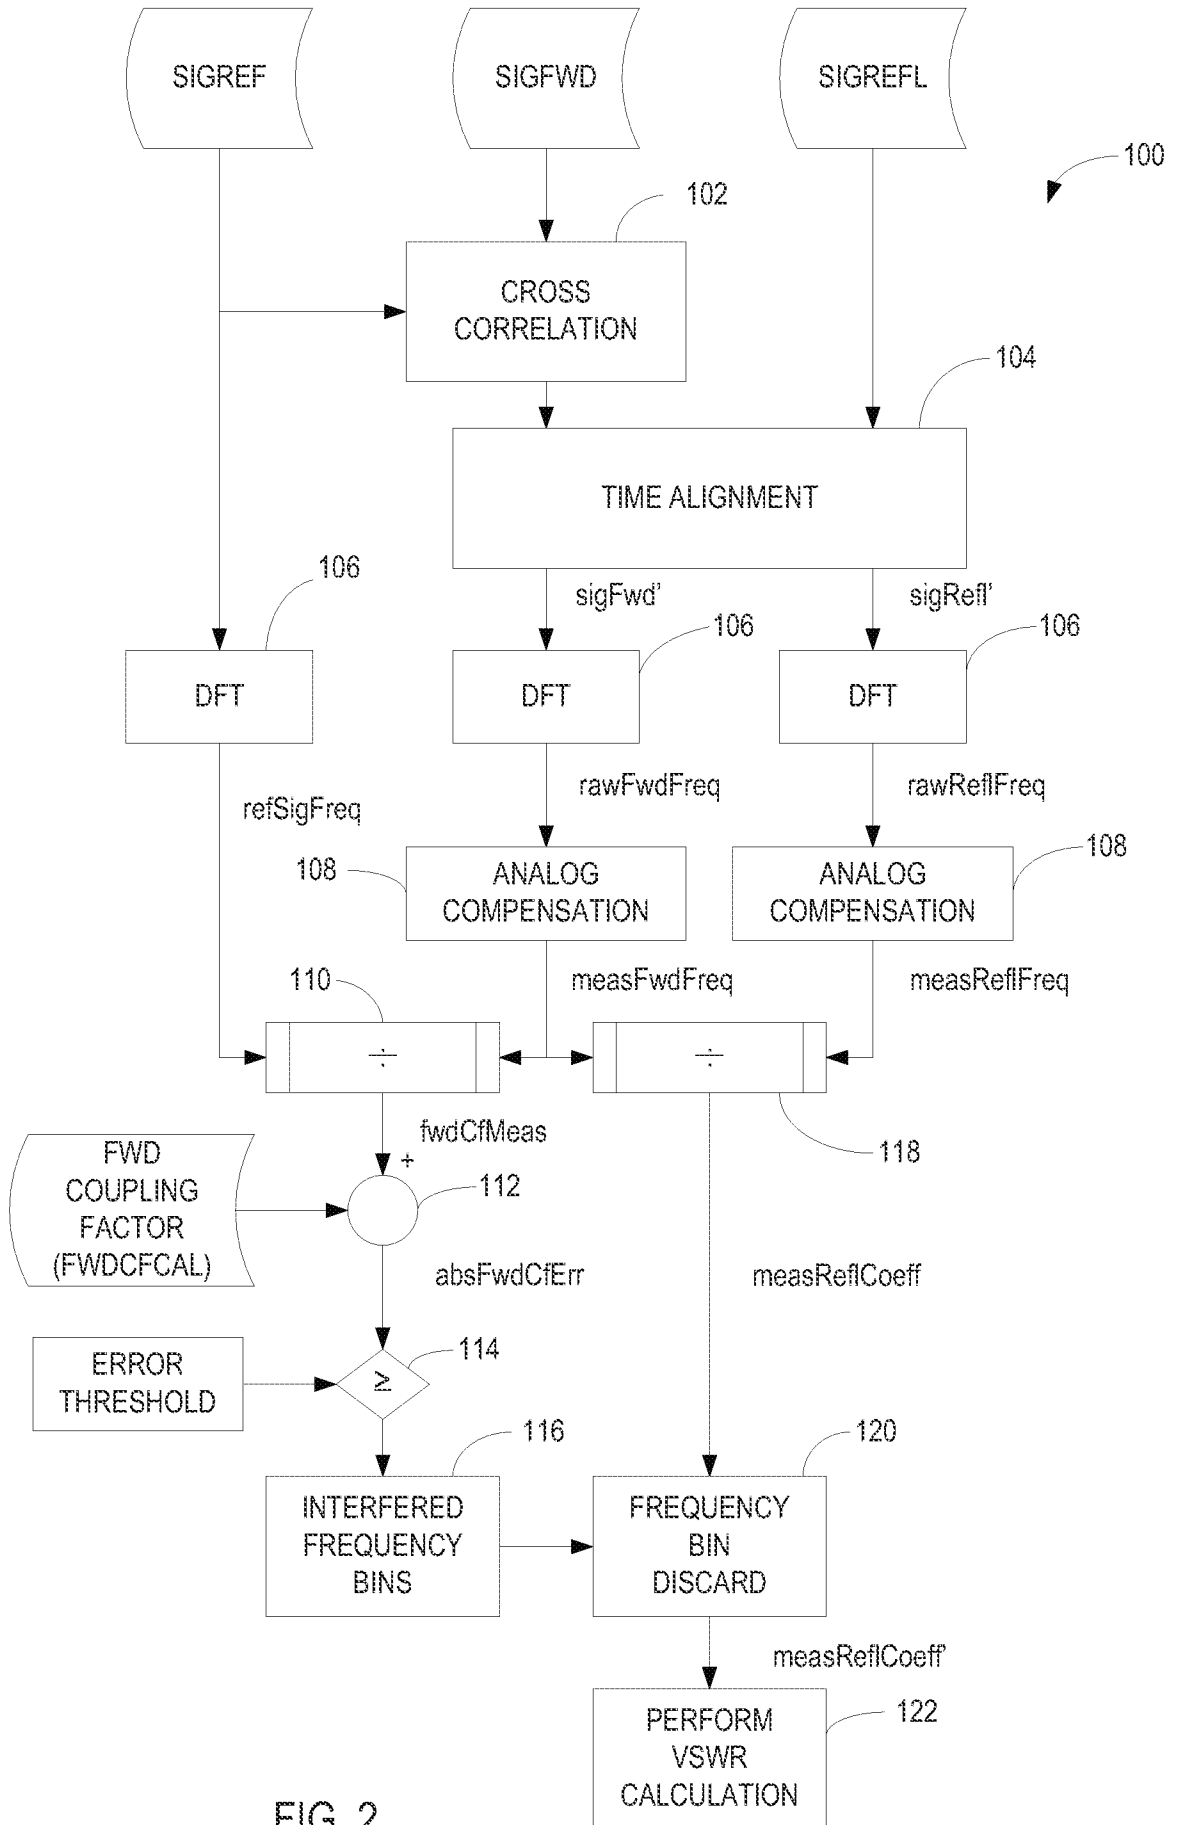 SIGREF
SIGFWD
SIGREFL
100
102
CROSS
CORRELATION
104
TIME ALIGNMENT
106
sigFwd'
sigRefl'
106
106
DFT
DFT
DFT
rawFwdFreq
rawReflFreq
refSigFreq
108
ANALOG
COMPENSATION
ANALOG
COMPENSATION
108
110
measFwdFreq
measReflFreq
÷
÷
fwdCfMeas
118
+
FWD
COUPLING
FACTOR
(FWDCFCAL)
112
absFwdCfErr
measReflCoeff
ERROR
THRESHOLD
≥
114
116
120
INTERFERED
FREQUENCY
BINS
FREQUENCY
BIN
DISCARD
measReflCoeff'
122
PERFORM
VSWR
CALCULATION
FIG. 2